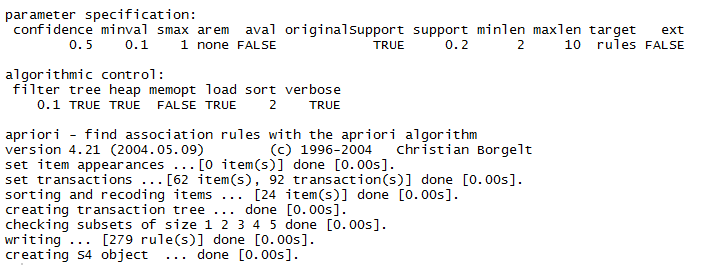 parameter specification:
confidence minval smax arem aval originalSupport support minlen maxlen target ext
0.5 0.1 1 none FALSE TRUE 0.2 2 10 rules FALSE
algorithmic control:
filter tree heap memopt load sort verbose
0.1 TRUE TRUE FALSE TRUE 2 TRUE
apriori - find association rules with the apriori algorithm
version 4.21 (2004.05.09) (c) 1996-2004 Christian Borgelt
set item appearances ...[0 item(s)] done [0.00s].
set transactions ...[62 item(s), 92 transaction(s)] done [0.00s].
sorting and recoding items ... [24 item(s)] done [0.00s].
creating transaction tree ... done [0.00s].
checking subsets of size 1 2 3 4 5 done [0.00s].
writing ... [279 rule(s)] done [0.00s].
creating S4 object ... done [0.00s].